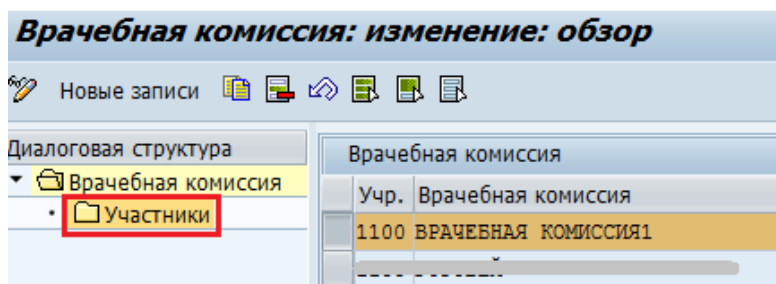 Врачебная комиссия: изменение: обзор
Новые записи
Диалоговая структура
Врачебная комиссия
Участники
Врачебная комиссия
Учр. Врачебная комиссия
1100 ВРАЧЕБНАЯ КОМИССИЯ1